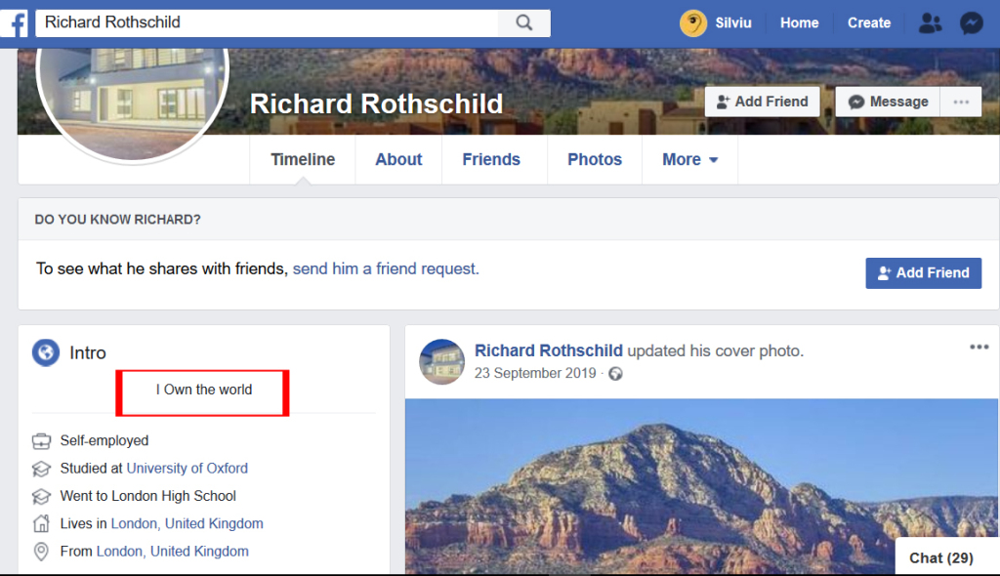 Richard Rothschild
Silviu
Home
Create
Richard Rothschild
Add Friend
Message
Timeline
About
Friends
Photos
More
DO YOU KNOW RICHARD?
To see what he shares with friends, send him a friend request.
Add Friend
Intro
I Own the world
Self-employed
Studied at University of Oxford
Went to London High School
Lives in London, United Kingdom
From London, United Kingdom
Richard Rothschild updated his cover photo.
23 September 2019 ·
Chat (29)